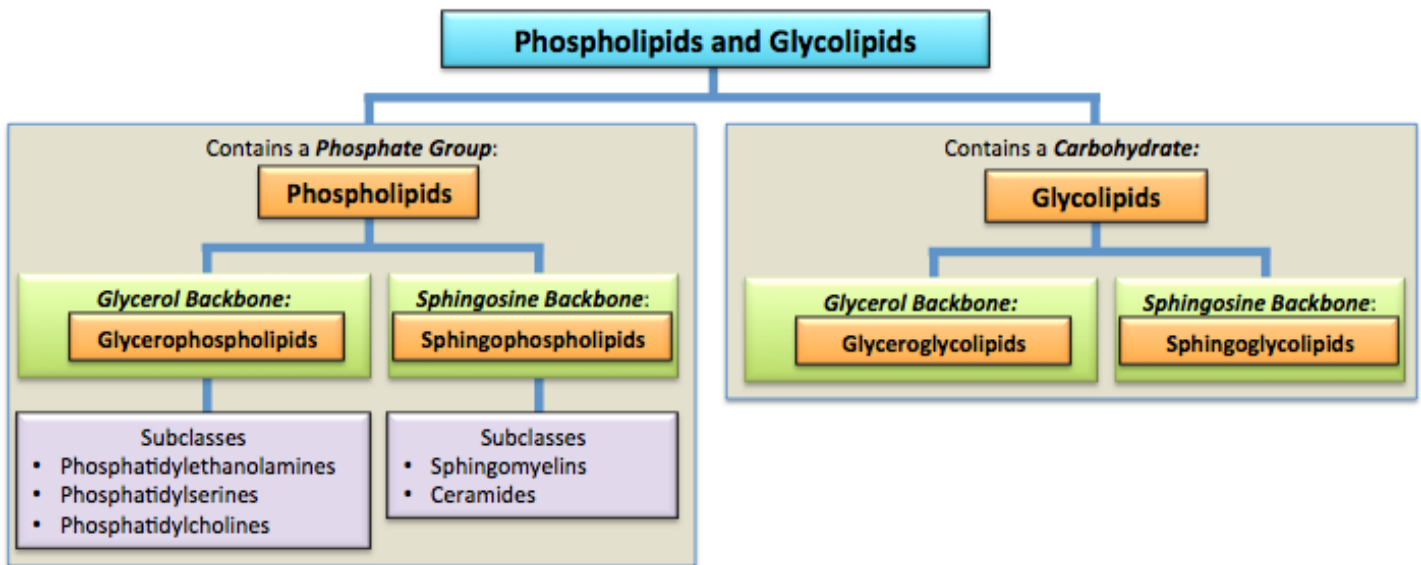 Phospholipids and Glycolipids
Contains a Phosphate Group:
Phospholipids
Glycerol Backbone:
Glycerophospholipids
Sphingosine Backbone:
Sphingophospholipids
Subclasses
• Phosphatidylethanolamines
• Phosphatidylserines
• Phosphatidylcholines
Subclasses
• Sphingomyelins
• Ceramides
Contains a Carbohydrate:
Glycolipids
Glycerol Backbone:
Glyceroglycolipids
Sphingosine Backbone:
Sphingoglycolipids